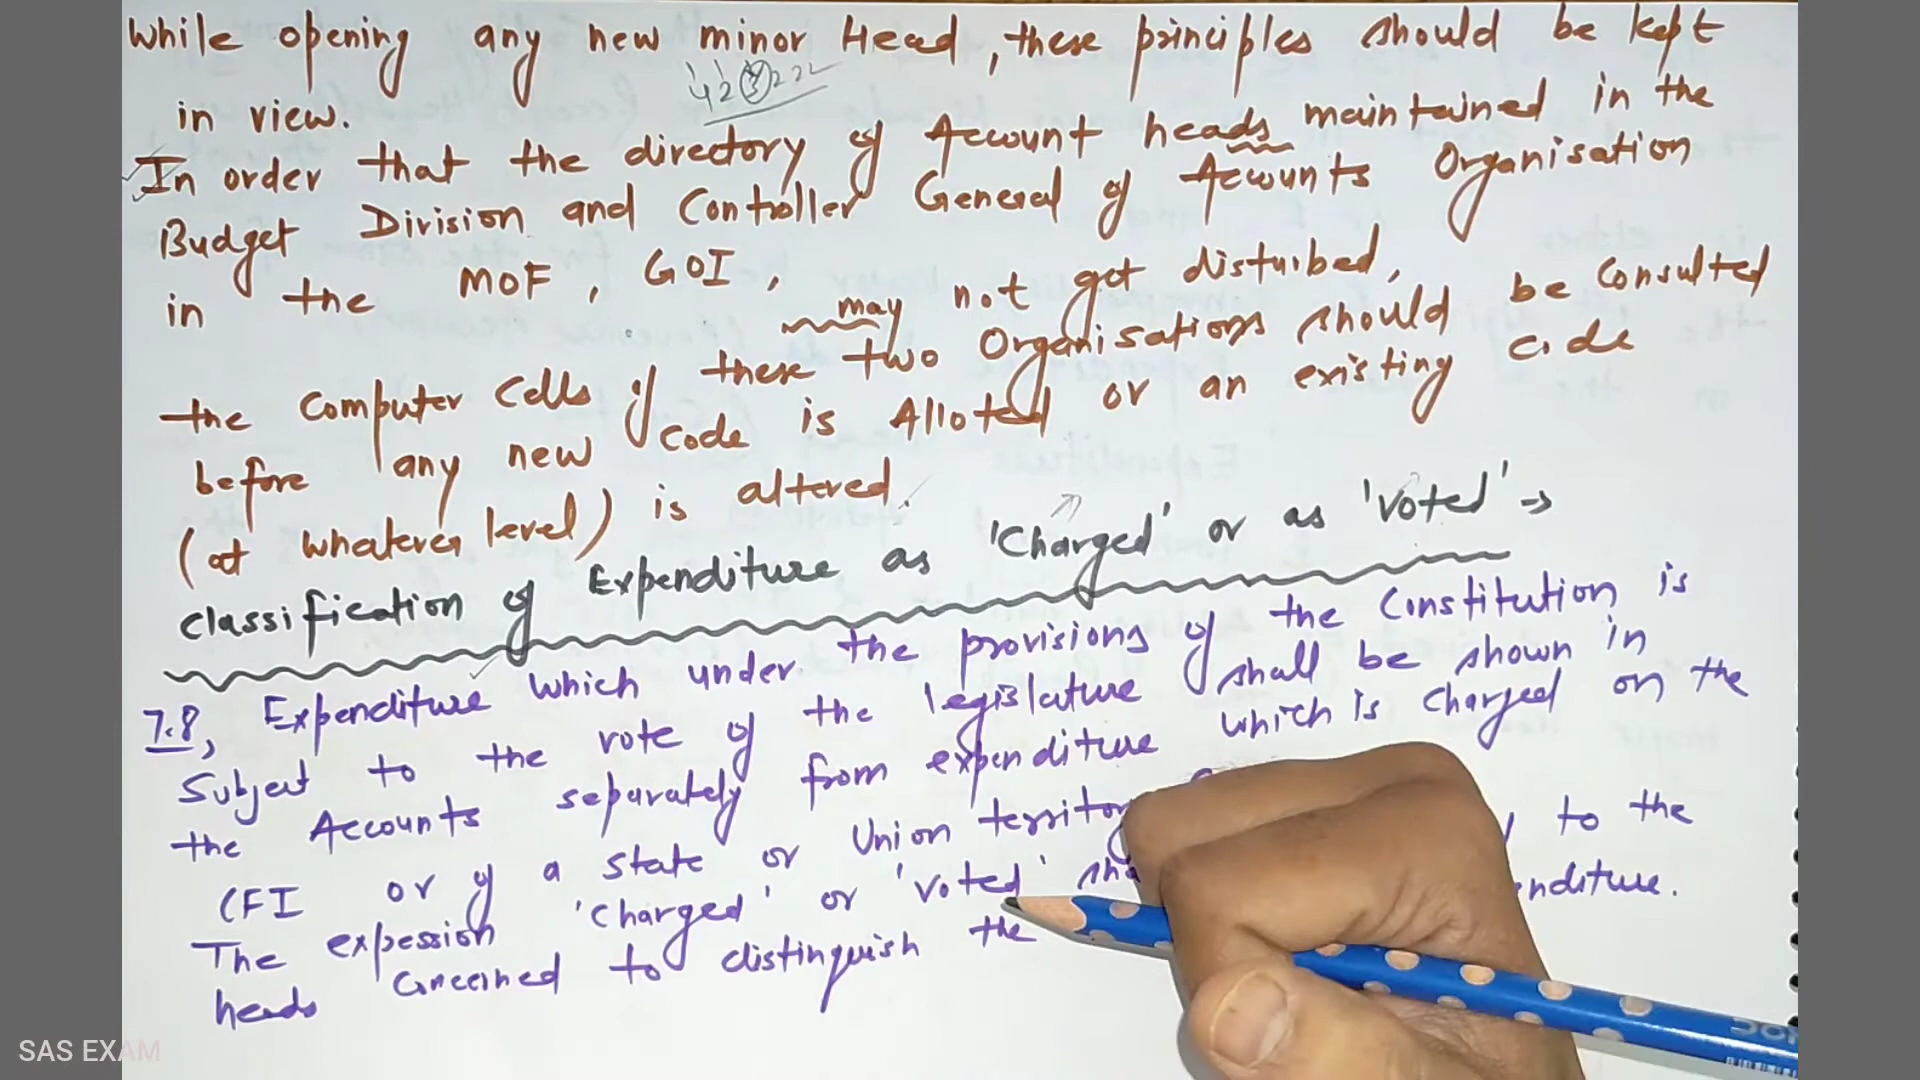 While opening any new minor Head, these principles should be kept
in view.
In order that the directory of Account heads maintained in the
Budget Division and Controller General of Accounts Organisation
in the MOF, GOI, may not get disturbed,
the Computer Cells of these two Organisations should be consulted
before any new code is Alloted or an existing code
(at whatever level) is altered.
Classification of Expenditure as 'Charged' or as 'Voted' →
7.8, Expenditure which under the provisions of the Constitution is
Subject to the vote of the legislature shall be shown in
the Accounts separately from expenditure which is charged on the
CFI or of a state or Union territory
The expession 'Charged' or 'voted' to the
heads Concerned to distinguish the enditure.
SAS EXAM